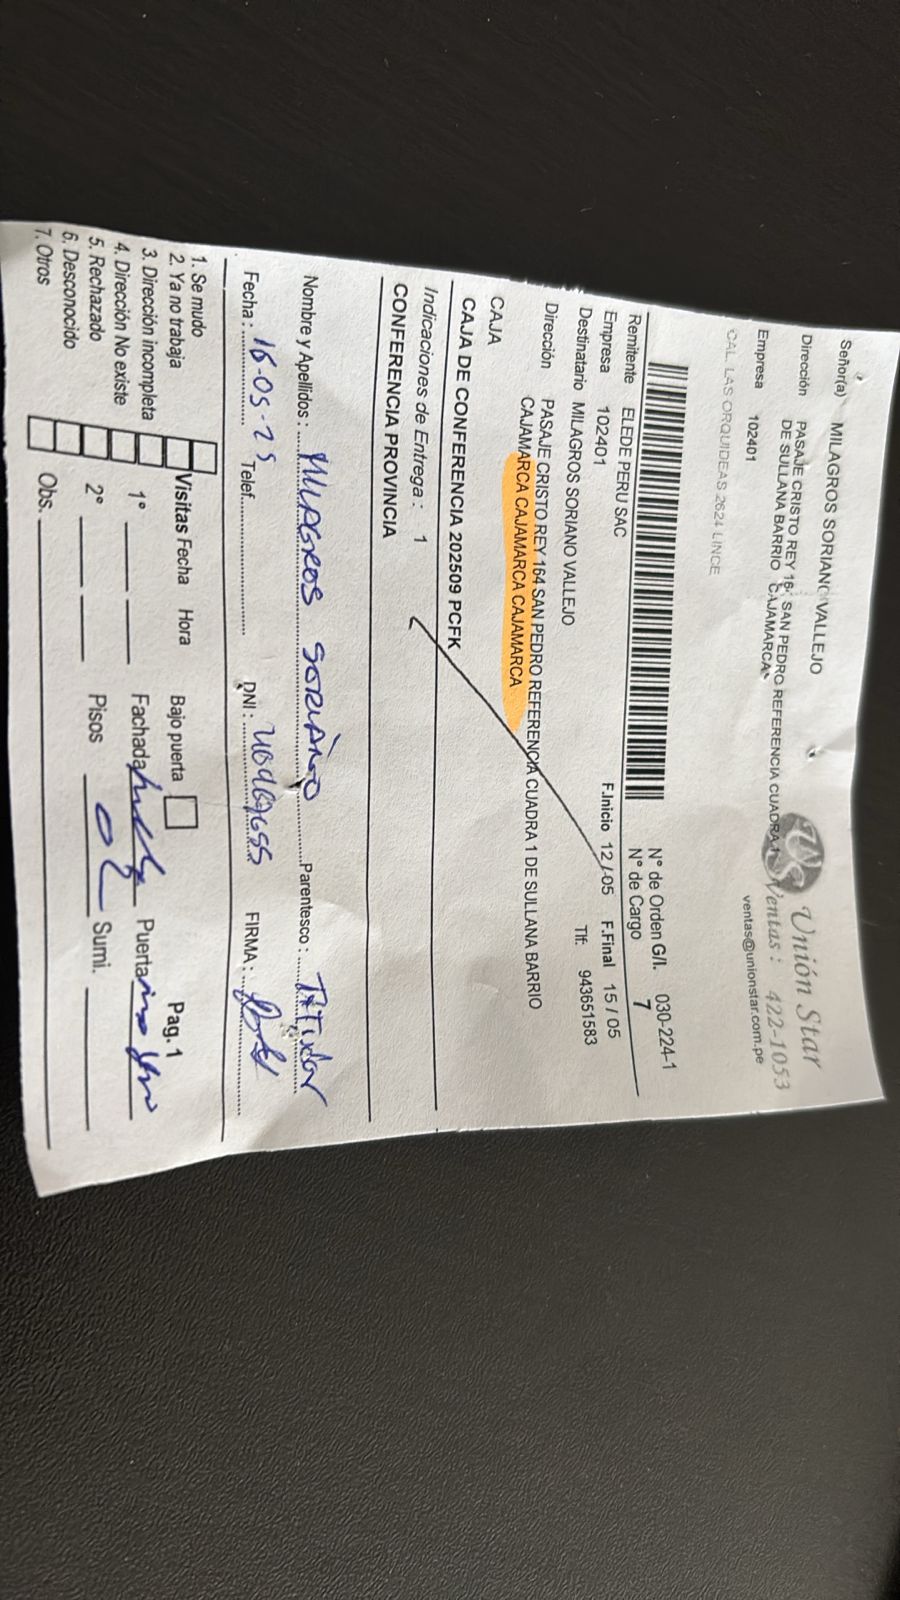 Señor(a) MILAGROS SORIANO VALLEJO
Unión Star
Dirección PASAJE CRISTO REY 16 SAN PEDRO REFERENCIA CUADRA 1
DE SULLANA BARRIO CAJAMARCA
Ventas : 422-1053
ventas@unionstar.com.pe
Empresa 102401
CAL. LAS ORQUIDEAS 2624 LINCE
N° de Orden G/I. 030-224-1
N° de Cargo 7
Remitente ELEDE PERU SAC
Empresa 102401 F.Inicio 12 / 05 F.Final 15 / 05
Destinatario MILAGROS SORIANO VALLEJO Tlf: 943651583
Dirección PASAJE CRISTO REY 164 SAN PEDRO REFERENCIA CUADRA 1 DE SULLANA BARRIO
CAJAMARCA CAJAMARCA CAJAMARCA
CAJA
CAJA DE CONFERENCIA 202509 PCFK
Indicaciones de Entrega : 1
CONFERENCIA PROVINCIA
Nombre y Apellidos : MILAGROS SORIANO Parentesco : Titular
Fecha : 16-05-25 Telef. DNI : FIRMA :
1. Se mudo
2. Ya no trabaja
3. Dirección incompleta
4. Dirección No existe
5. Rechazado
6. Desconocido
7. Otros
Visitas Fecha Hora
1°
2°
Obs.
Bajo puerta
Pag. 1
Fachada Puerta
Pisos Sumi.